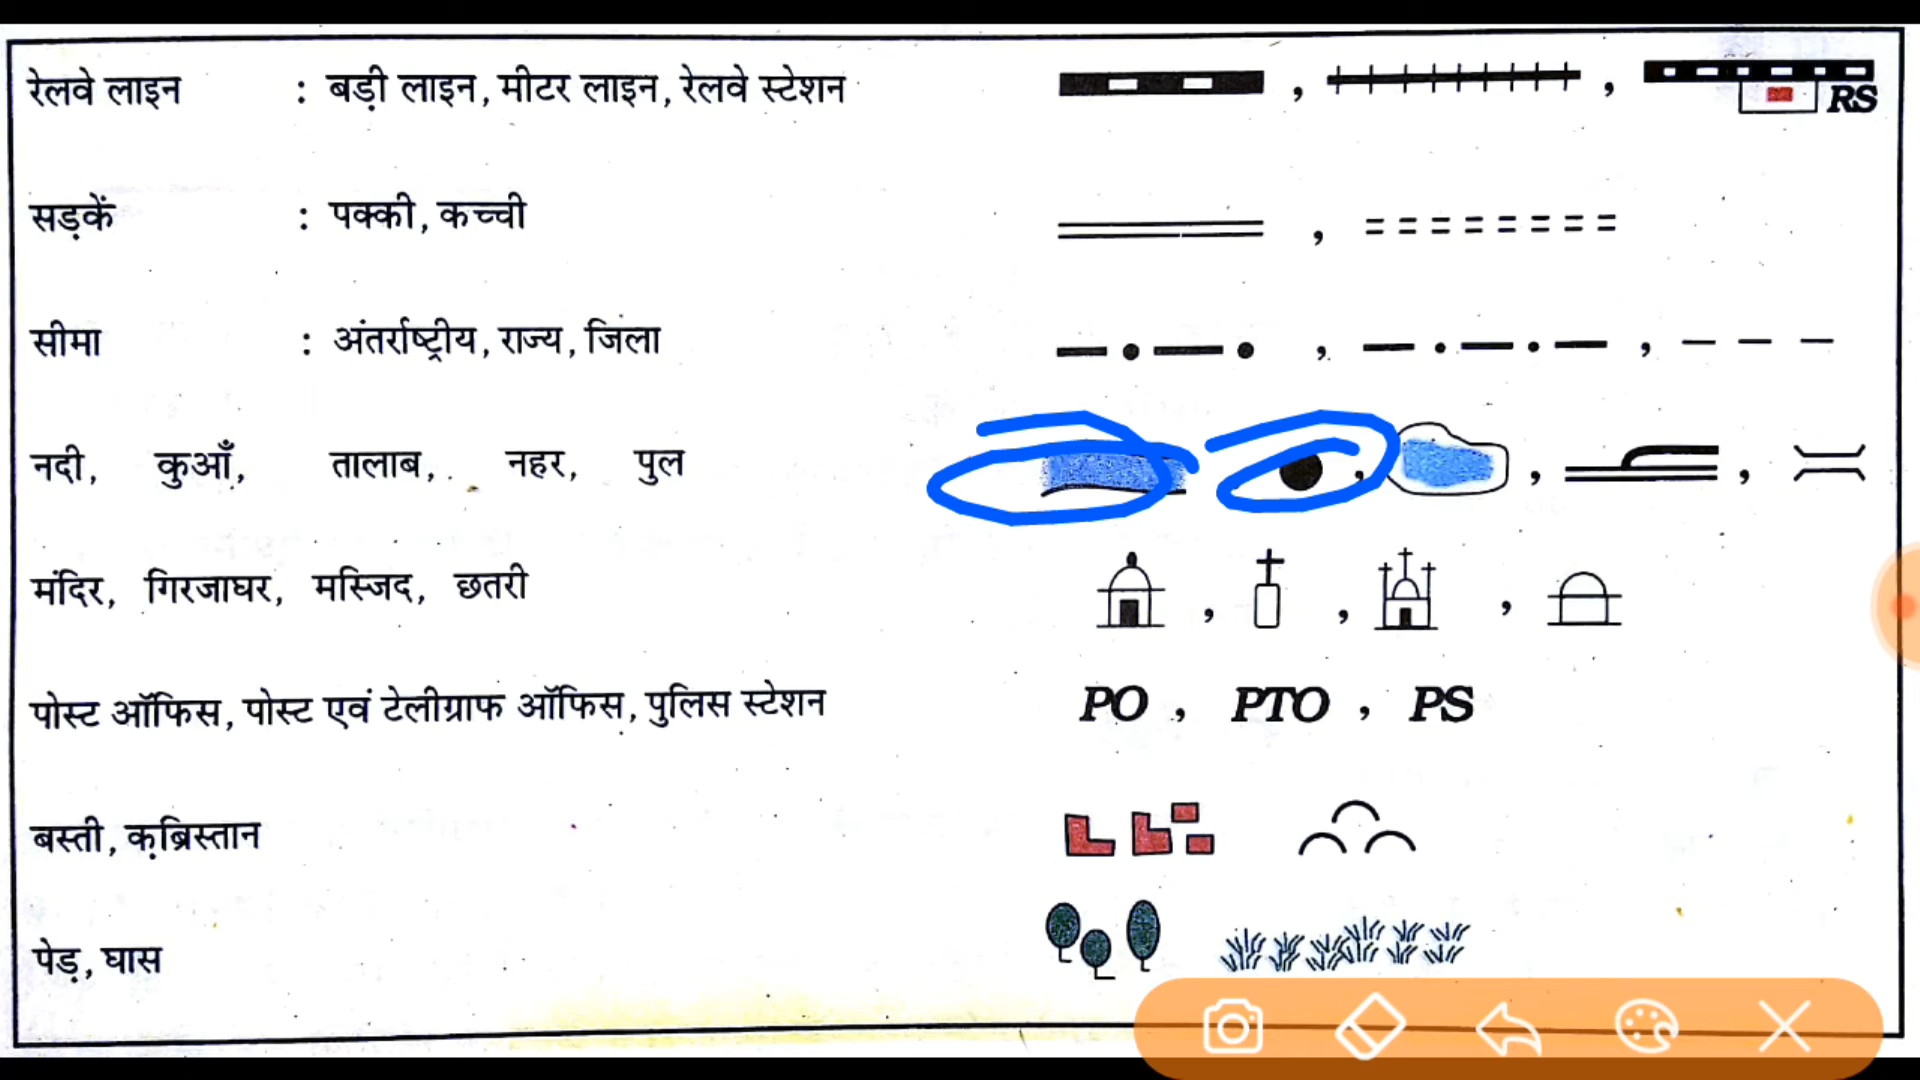 रेलवे लाइन : बड़ी लाइन, मीटर लाइन, रेलवे स्टेशन , , RS
सड़कें : पक्की, कच्ची ,
सीमा : अंतर्राष्ट्रीय, राज्य, जिला , ,
नदी, कुआँ, तालाब, नहर, पुल , , ,
मंदिर, गिरजाघर, मस्जिद, छतरी , , ,
पोस्ट ऑफिस, पोस्ट एवं टेलीग्राफ ऑफिस, पुलिस स्टेशन PO , PTO , PS
बस्ती, क़ब्रिस्तान
पेड़, घास